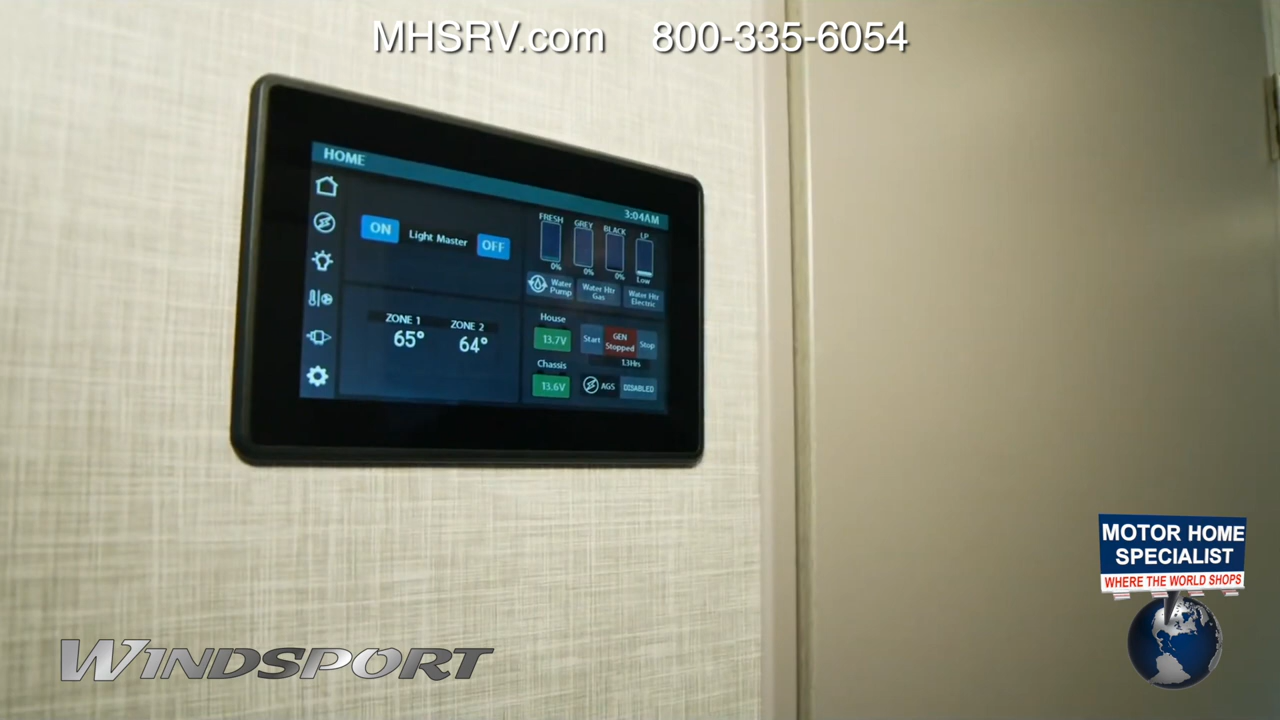 MHSRV.com 800-335-6054
HOME
3:04AM
ON Light Master OFF
FRESH GREY BLACK LP
0% 0% 0% Low
Water Pump
Water Htr Gas
Water Htr Electric
ZONE 1 ZONE 2
65° 64°
House
13.7V
Start GEN Stopped Stop
13Hrs
Chassis
13.6V
AGS DISABLED
MOTOR HOME
SPECIALIST
WHERE THE WORLD SHOPS
WINDSPORT